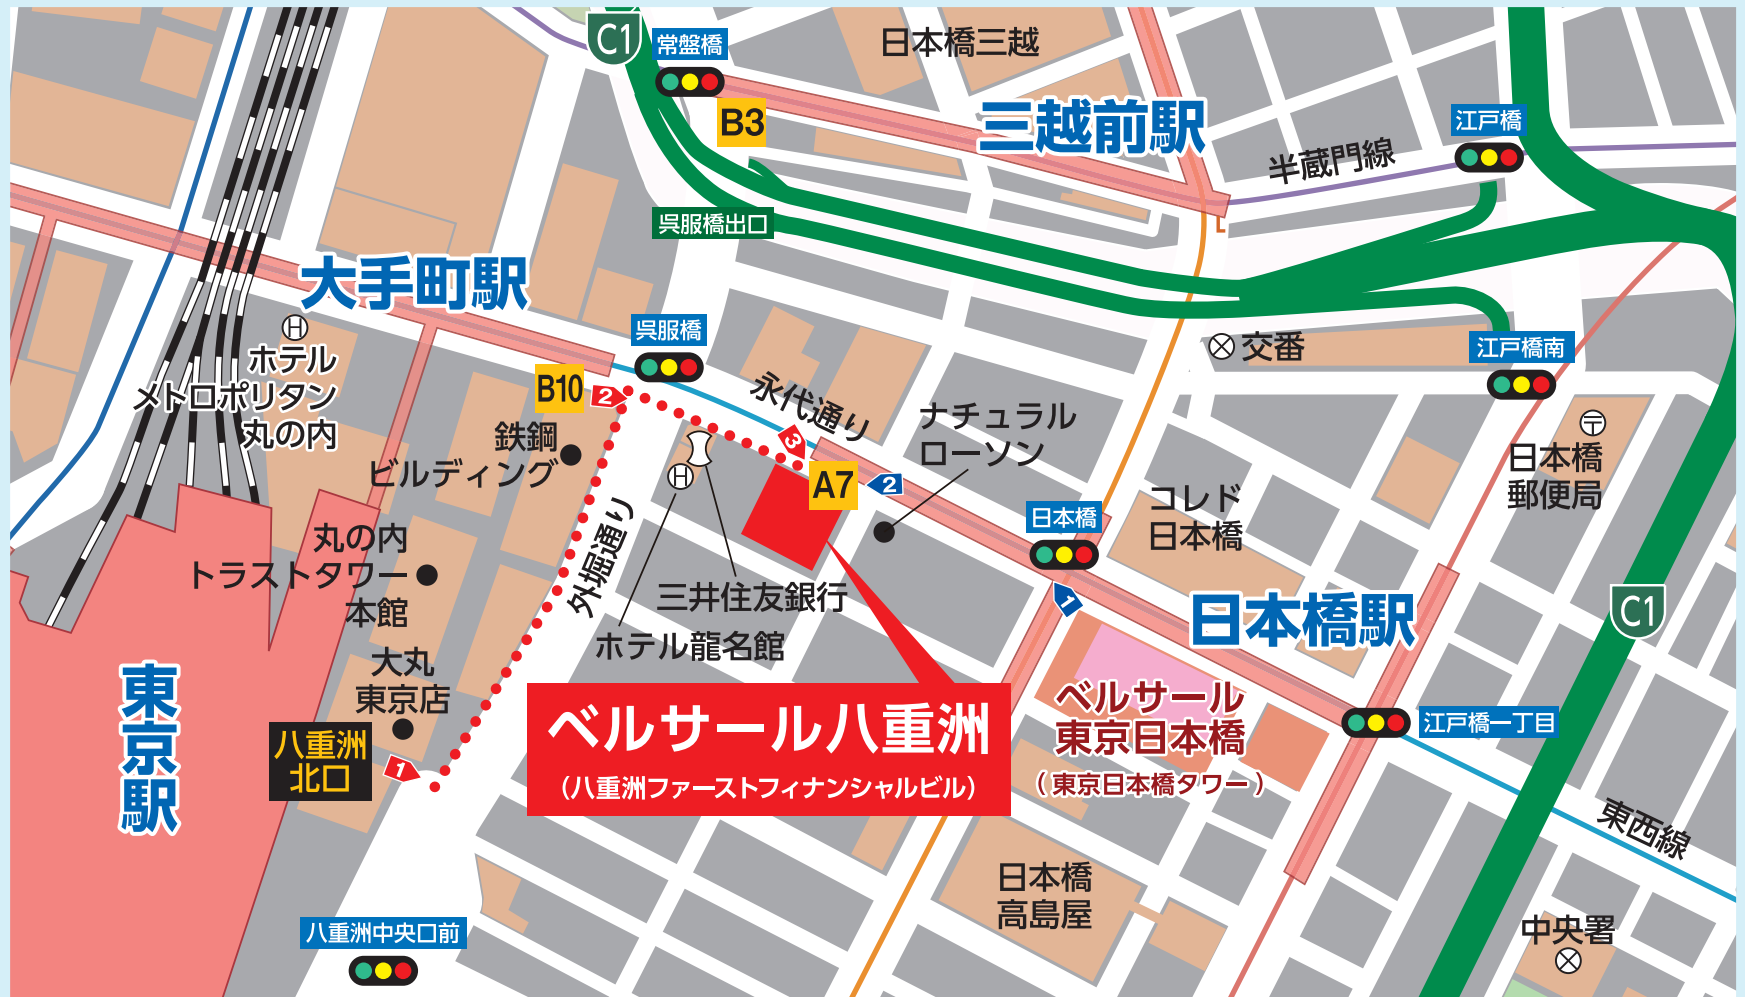 C1
常盤橋
B3
日本橋三越
三越前駅
江戸橋
半蔵門線
呉服橋出口
大手町駅
H
ホテル
メトロポリタン
丸の内
呉服橋
B10
2
鉄鋼
ビルディング
永代通り
3
A7
2
ナチュラル
ローソン
交番
江戸橋南
日本橋
郵便局
コレド
日本橋
日本橋
1
日本橋駅
C1
丸の内
トラストタワー
本館
外堀通り
H
三井住友銀行
ホテル龍名館
大丸
東京店
八重洲
北口
1
東京駅
ベルサール八重洲
(八重洲ファーストフィナンシャルビル)
ベルサール
東京日本橋
(東京日本橋タワー)
江戸橋一丁目
東西線
日本橋
高島屋
中央署
八重洲中央口前